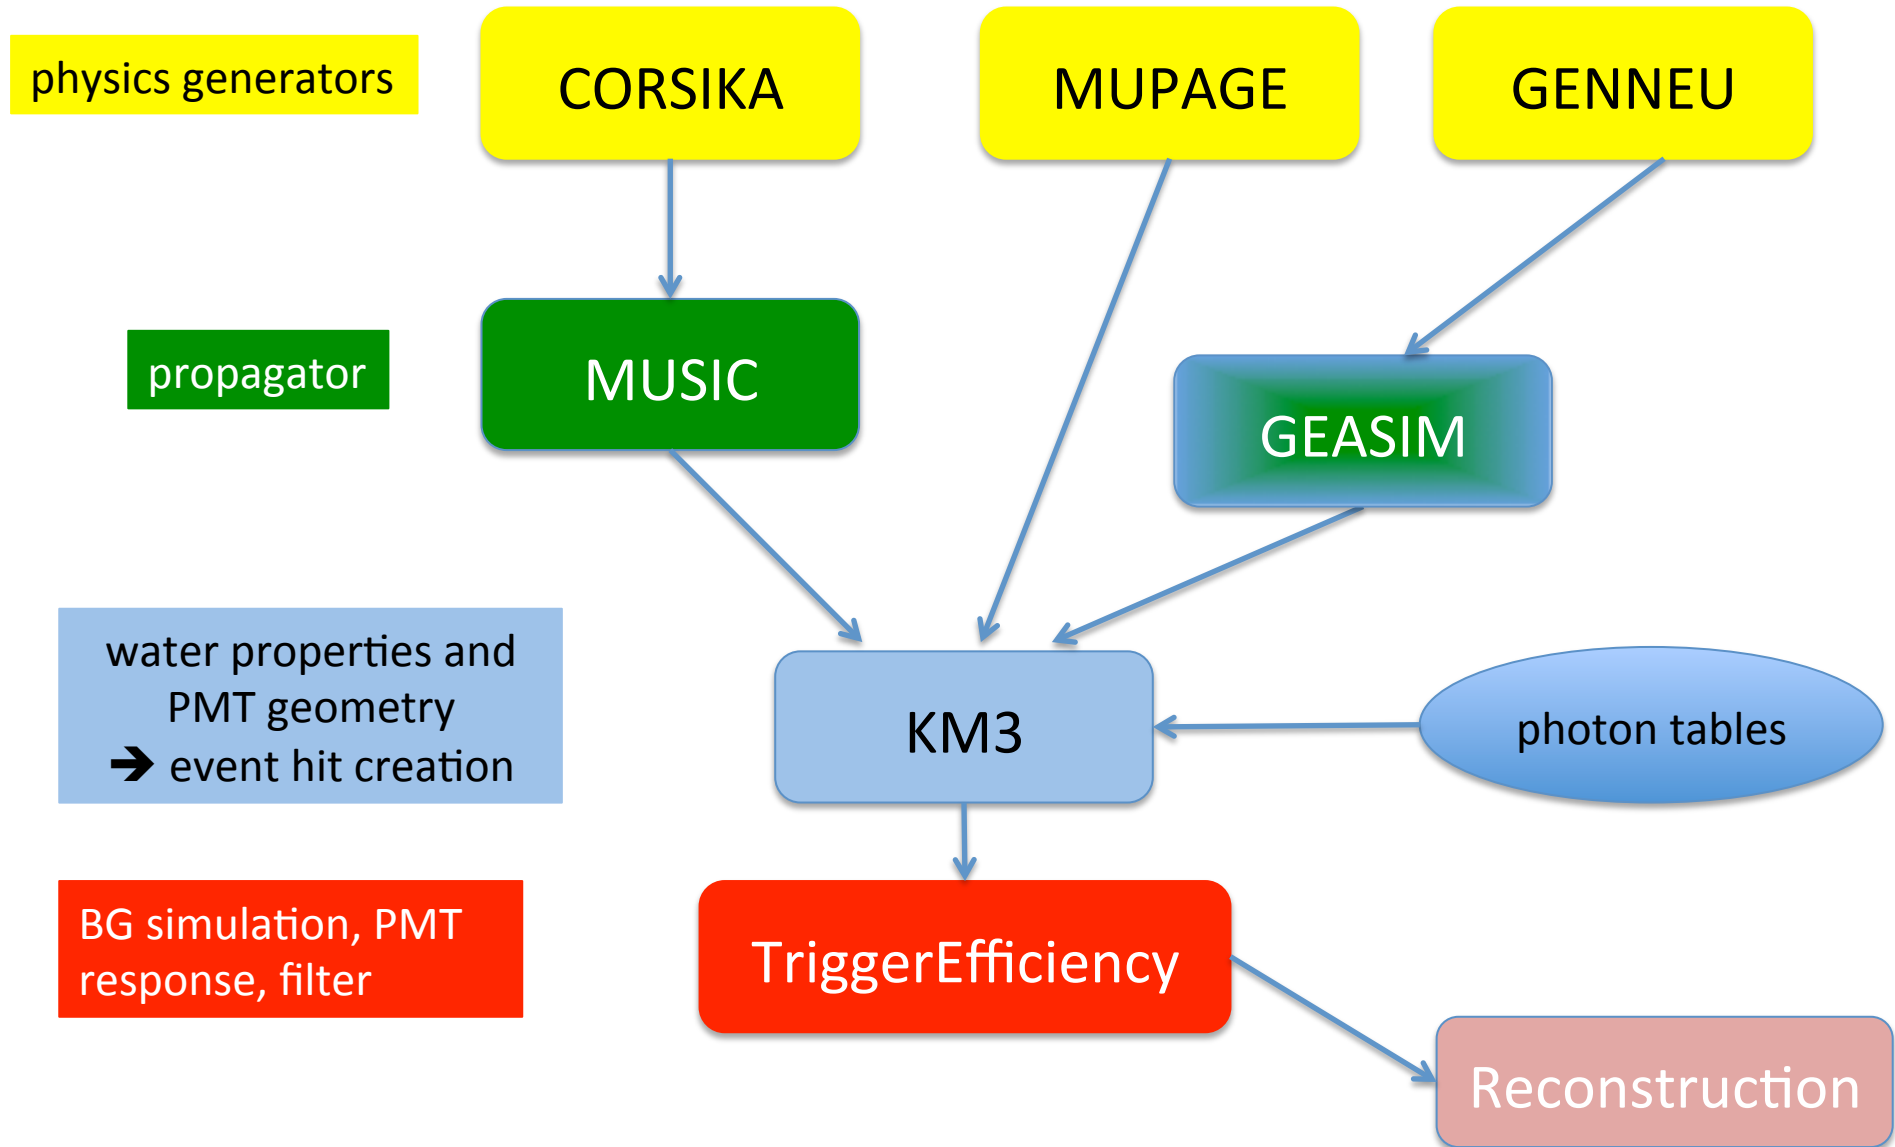 physics generators
CORSIKA
MUPAGE
GENNEU
propagator
MUSIC
GEASIM
water properties and
PMT geometry
➔ event hit creation
KM3
photon tables
BG simulation, PMT
response, filter
TriggerEfficiency
Reconstruction